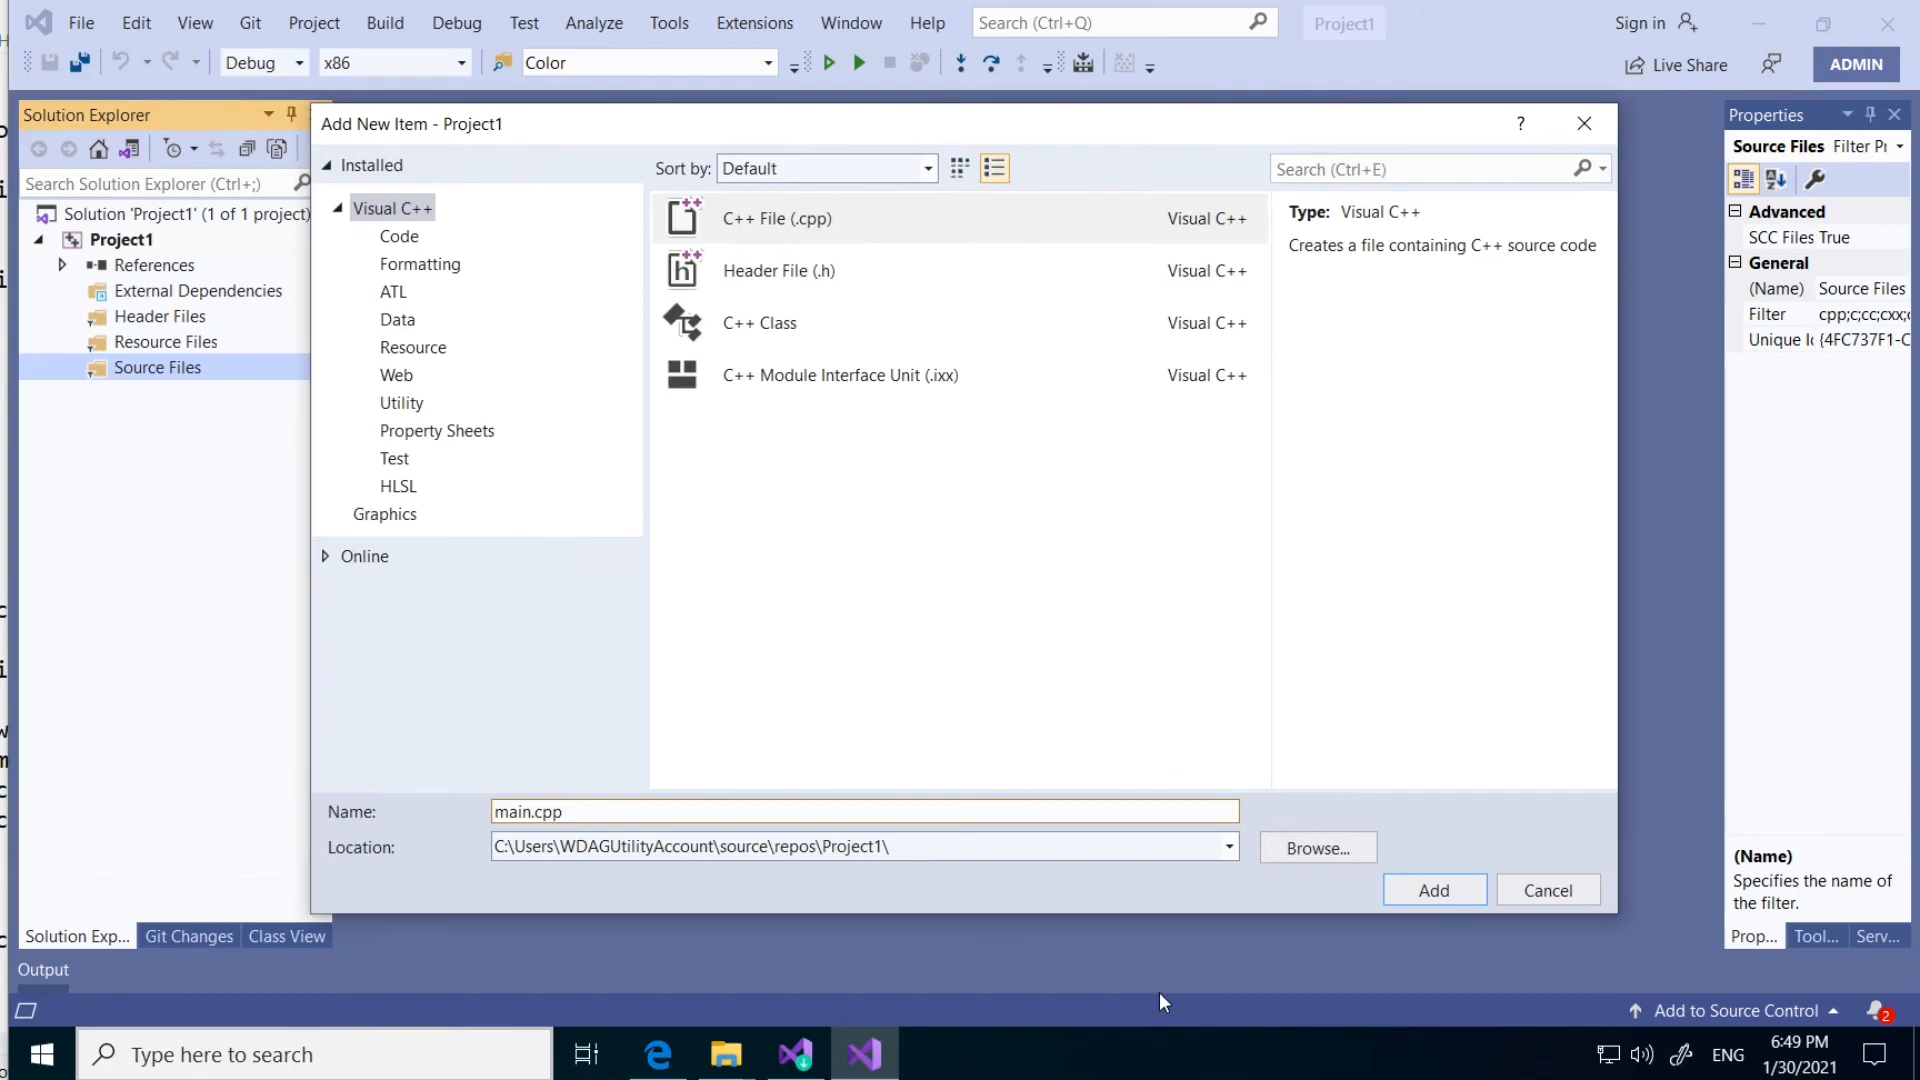 File Edit View Git Project Build Debug Test Analyze Tools Extensions Window Help Search (Ctrl+Q) Project1 Sign in
Debug x86 Color Live Share ADMIN
Solution Explorer
Search Solution Explorer (Ctrl+;)
Solution 'Project1' (1 of 1 project)
Project1
References
External Dependencies
Header Files
Resource Files
Source Files
Add New Item - Project1 ?
Installed
Sort by: Default
Search (Ctrl+E)
Visual C++
Code
Formatting
ATL
Data
Resource
Web
Utility
Property Sheets
Test
HLSL
Graphics
Online
C++ File (.cpp) Visual C++
Header File (.h) Visual C++
C++ Class Visual C++
C++ Module Interface Unit (.ixx) Visual C++
Type: Visual C++
Creates a file containing C++ source code
Name: main.cpp
Location: C:\Users\WDAGUtilityAccount\source\repos\Project1\ Browse...
Add Cancel
Properties
Source Files Filter Pr
Advanced
SCC Files True
General
(Name) Source Files
Filter cpp;c;cc;cxx;
Unique I {4FC737F1-C
(Name)
Specifies the name of
the filter.
Solution Exp... Git Changes Class View
Prop... Tool... Serv...
Output
Add to Source Control 2
Type here to search
ENG 6:49 PM
1/30/2021